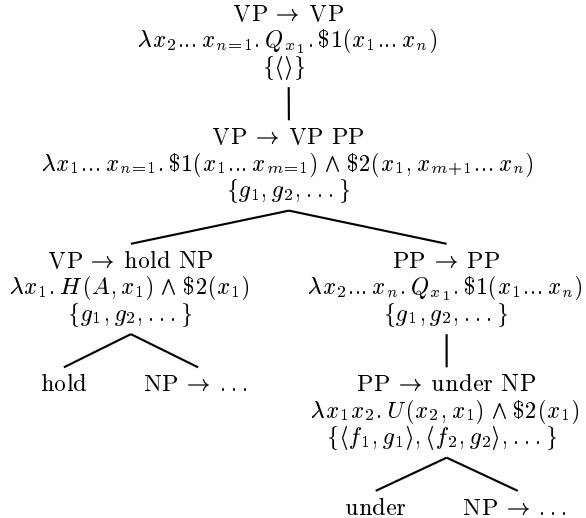 VP → VP
λx₂... xₙ₌₁. Qₓ₁. $1(x₁... xₙ)
{⟨⟩}
VP → VP PP
λx₁... xₙ₌₁. $1(x₁... xₘ₌₁) ∧ $2(x₁, xₘ₊₁... xₙ)
{g₁, g₂, ...}
VP → hold NP
λx₁. H(A, x₁) ∧ $2(x₁)
{g₁, g₂, ...}
PP → PP
λx₂... xₙ. Qₓ₁. $1(x₁... xₙ)
{g₁, g₂, ...}
hold
NP → ...
PP → under NP
λx₁x₂. U(x₂, x₁) ∧ $2(x₁)
{⟨f₁, g₁⟩, ⟨f₂, g₂⟩, ...}
under
NP → ...